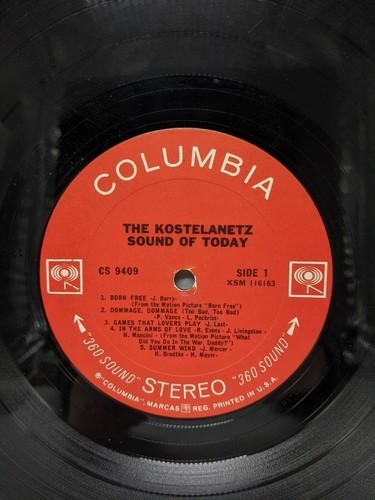 COLUMBIA
THE KOSTELANETZ
SOUND OF TODAY
CS 9409
SIDE 1
XSM 116163
1. BORN FREE -J. Barry-
(From the Motion Picture "Born Free")
2. DOMMAGE, DOMMAGE (Too Bad, Too Bad)
-P. Vance - L. Pockriss-
3. GAMES THAT LOVERS PLAY -J. Last-
4. IN THE ARMS OF LOVE -R. Evans - J. Livingston -
H. Mancini - (From the Motion Picture "What
Did You Do In The War, Daddy?")
5. SUMMER WIND -J. Mercer -
H. Bradtke - H. Mayer-
"360 SOUND" STEREO "360 SOUND"
℗ "COLUMBIA", MARCAS REG. PRINTED IN U.S.A.